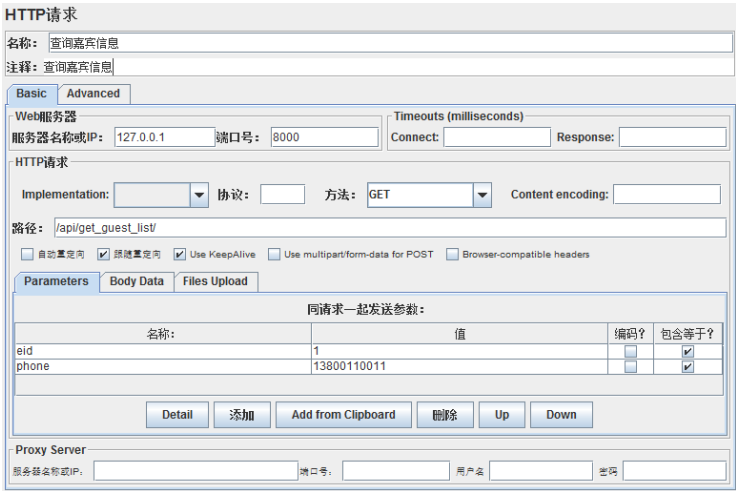 HTTP请求
名称： 查询嘉宾信息
注释： 查询嘉宾信息
Basic Advanced
Web服务器 Timeouts (milliseconds)
服务器名称或IP： 127.0.0.1 端口号： 8000 Connect: Response:
HTTP请求
Implementation: 协议： 方法： GET Content encoding:
路径： /api/get_guest_list/
自动重定向 跟随重定向 Use KeepAlive Use multipart/form-data for POST Browser-compatible headers
Parameters Body Data Files Upload
同请求一起发送参数：
名称： 值 编码? 包含等于?
eid 1
phone 13800110011
Detail 添加 Add from Clipboard 删除 Up Down
Proxy Server
服务器名称或IP： 端口号： 用户名 密码